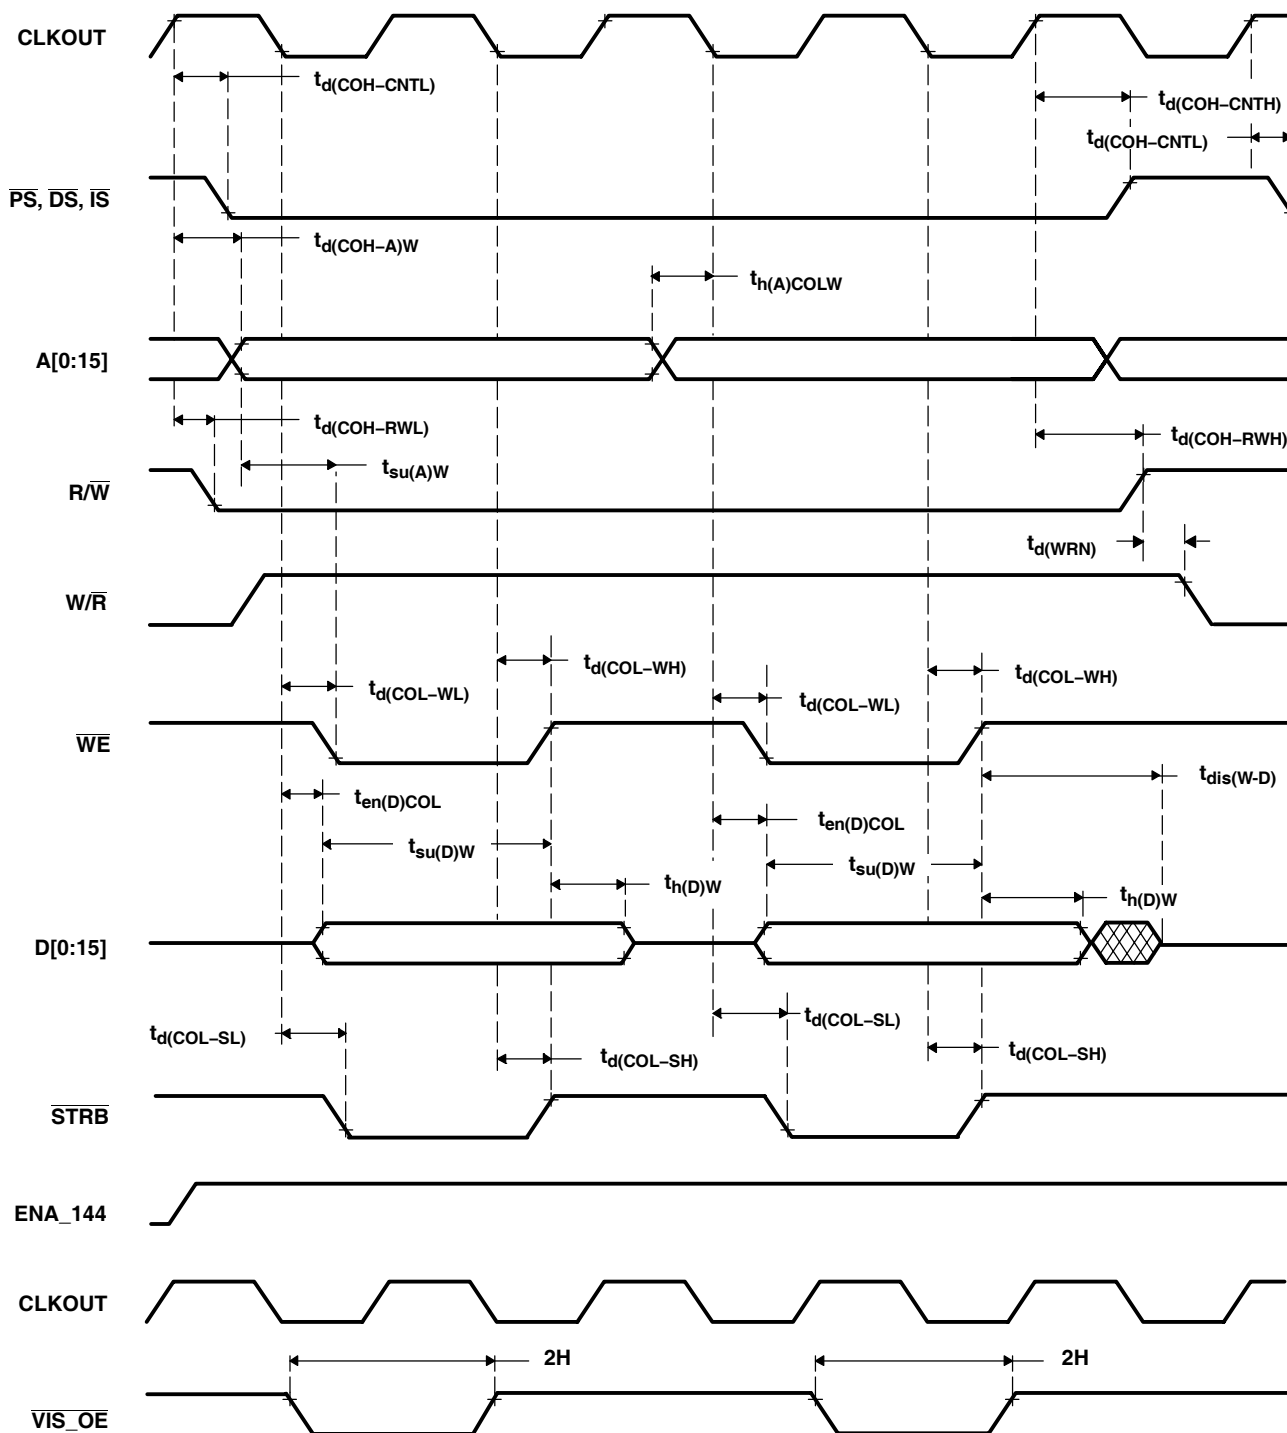 CLKOUT
td(COH−CNTL)
td(COH−CNTH)
td(COH−CNTL)
PS, DS, IS
td(COH−A)W
th(A)COLW
A[0:15]
td(COH−RWL)
td(COH−RWH)
tsu(A)W
R/W
td(WRN)
W/R
td(COL−WH)
td(COL−WH)
td(COL−WL)
td(COL−WL)
WE
tdis(W-D)
ten(D)COL
ten(D)COL
tsu(D)W
tsu(D)W
th(D)W
th(D)W
D[0:15]
td(COL−SL)
td(COL−SL)
td(COL−SH)
td(COL−SH)
STRB
ENA_144
CLKOUT
2H
2H
VIS_OE